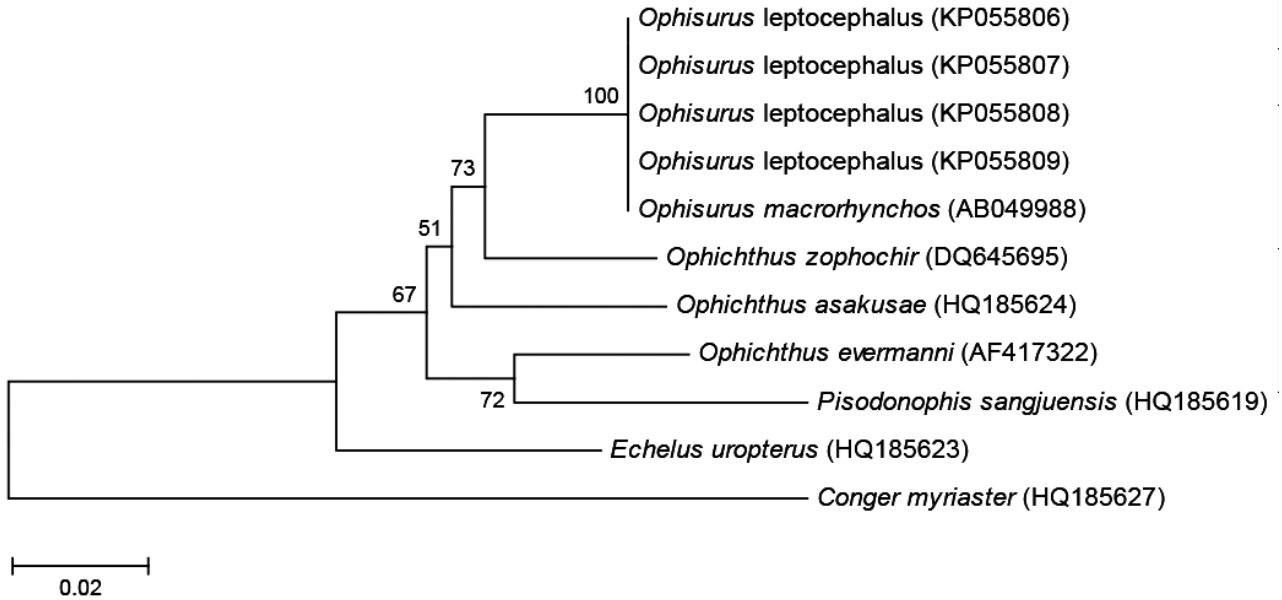 Ophisurus leptocephalus (KP055806)
Ophisurus leptocephalus (KP055807)
100
Ophisurus leptocephalus (KP055808)
Ophisurus leptocephalus (KP055809)
73
Ophisurus macrorhynchos (AB049988)
51
Ophichthus zophochir (DQ645695)
67
Ophichthus asakusae (HQ185624)
Ophichthus evermanni (AF417322)
72
Pisodonophis sangjuensis (HQ185619)
Echelus uropterus (HQ185623)
Conger myriaster (HQ185627)
0.02